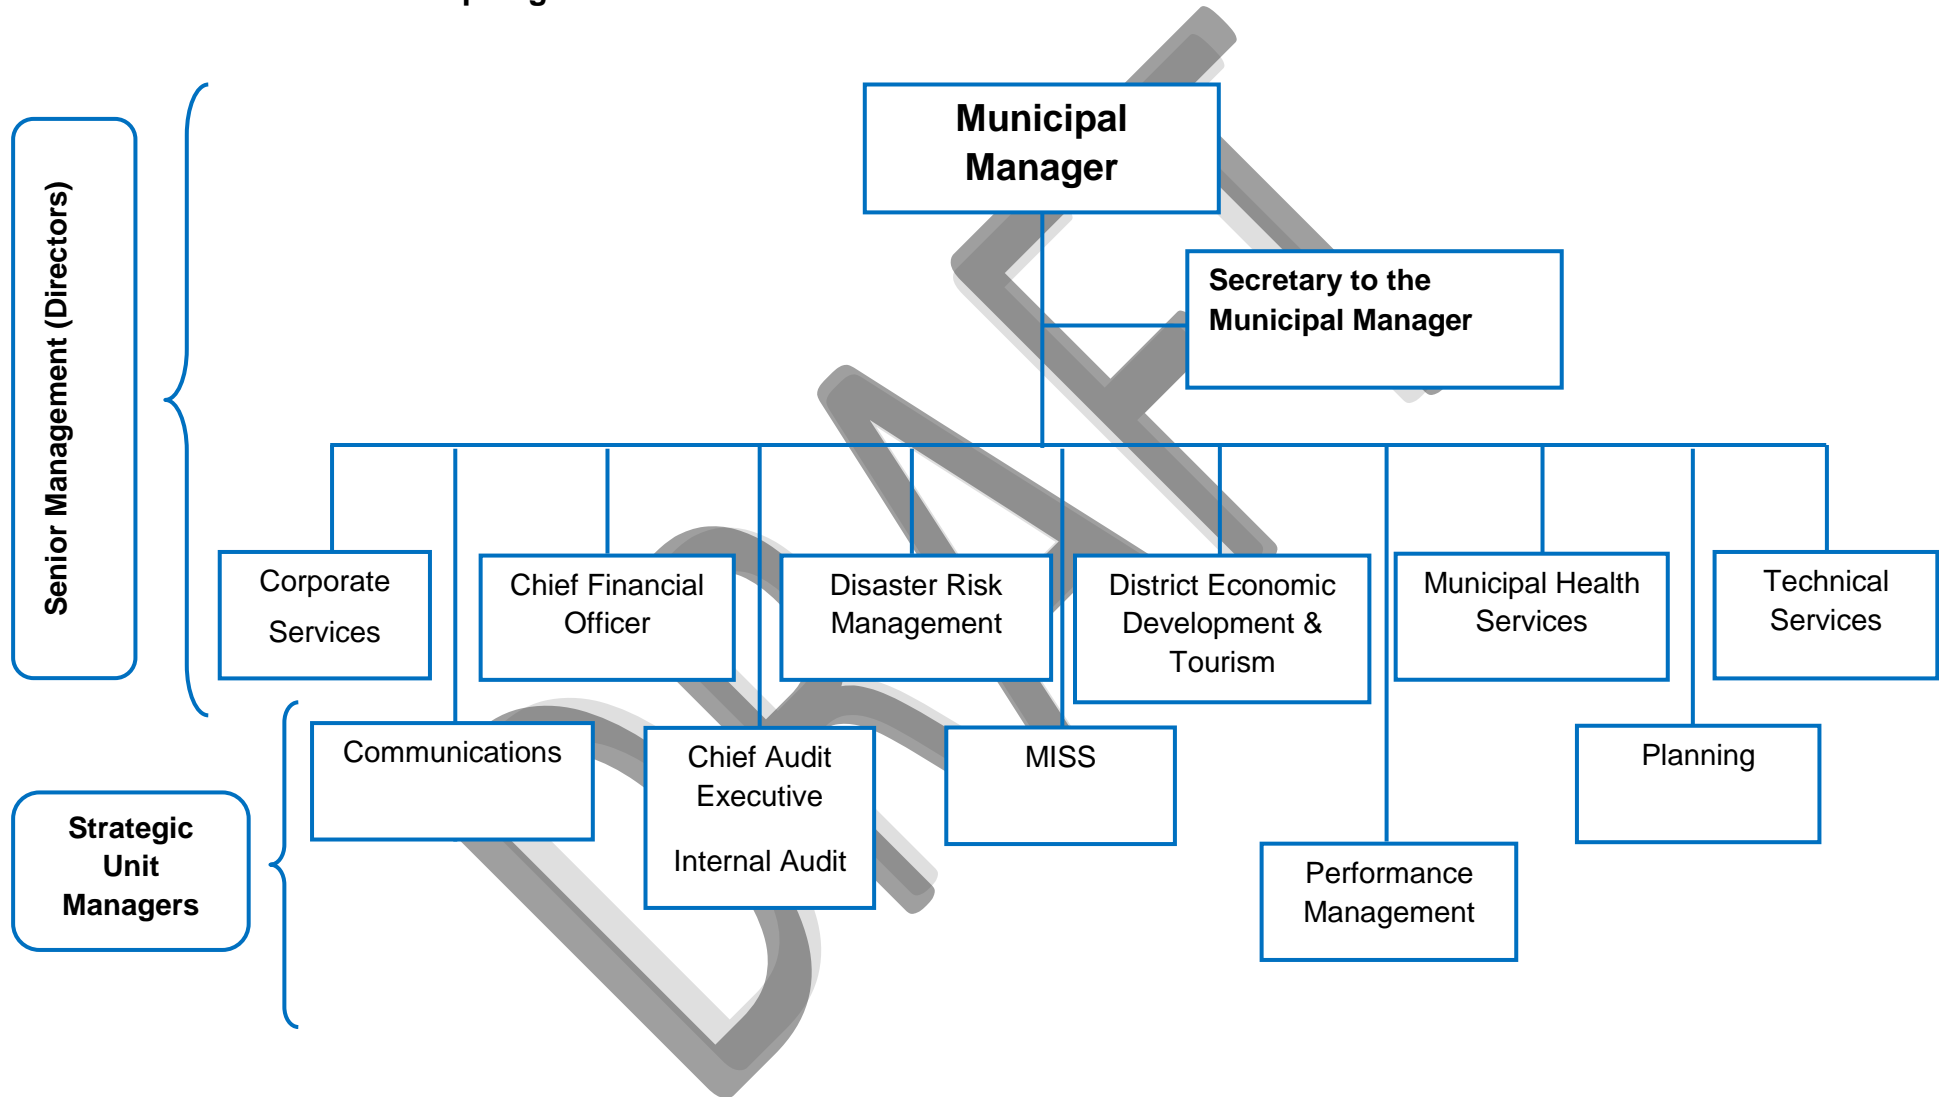 Municipal
Manager
Secretary to the
Municipal Manager
Senior Management (Directors)
Corporate
Services
Chief Financial
Officer
Disaster Risk
Management
District Economic
Development &
Tourism
Municipal Health
Services
Technical
Services
Communications
Chief Audit
Executive
Internal Audit
MISS
Planning
Strategic
Unit
Managers
Performance
Management
DRAFT